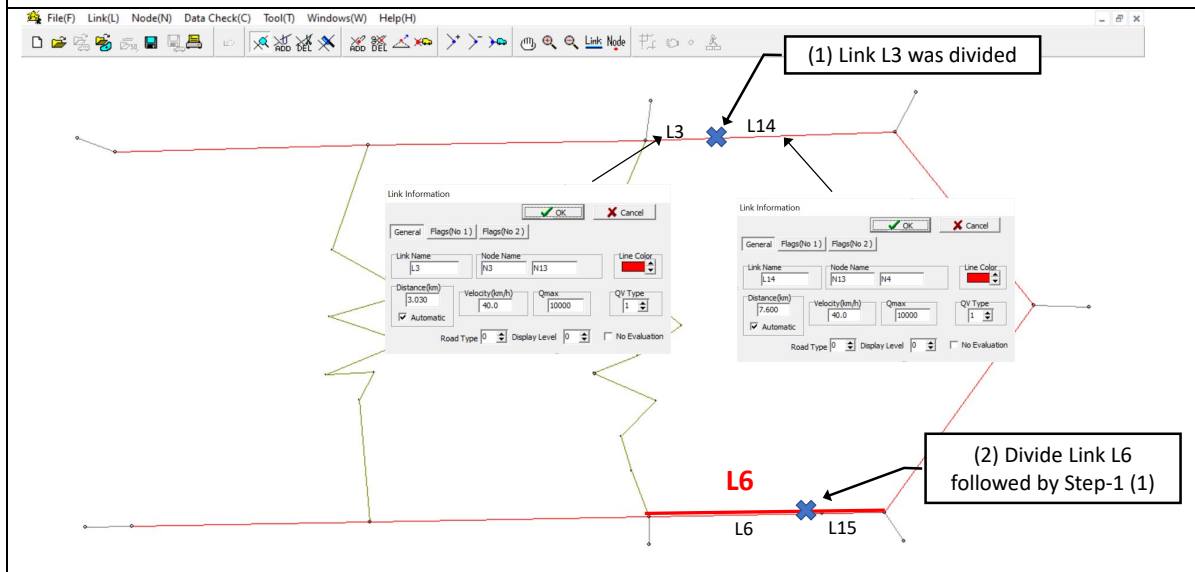 File(F) Link(L) Node(N) Data Check(C) Tool(T) Windows(W) Help(H)
ADD DEL ADD DEL Link Node
(1) Link L3 was divided
L3 L14
Link Information
OK Cancel
General Flags(No 1) Flags(No 2)
Link Name Node Name Line Color
L3 N3 N13
Distance(km) Velocity(km/h) Qmax QV Type
3.030 40.0 10000 1
Automatic
Road Type 0 Display Level 0 No Evaluation
Link Information
OK Cancel
General Flags(No 1) Flags(No 2)
Link Name Node Name Line Color
L14 N13 N4
Distance(km) Velocity(km/h) Qmax QV Type
7.600 40.0 10000 1
Automatic
Road Type 0 Display Level 0 No Evaluation
(2) Divide Link L6
followed by Step-1 (1)
L6
L6 L15